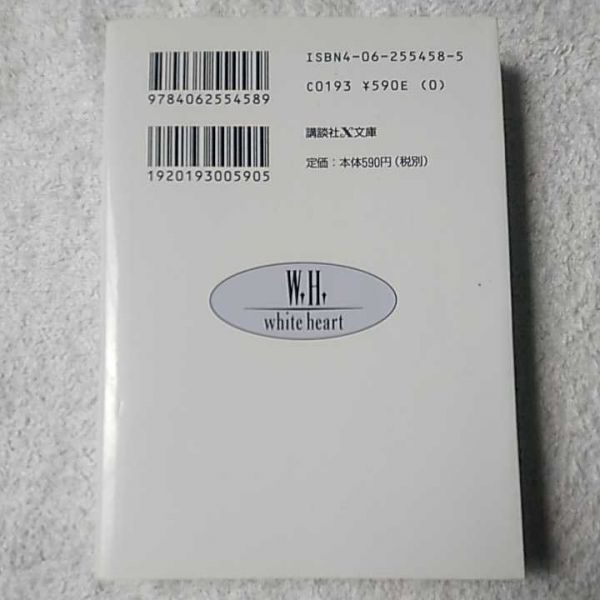 ISBN4-06-255458-5
9784062554589
C0193 ¥590E (0)
講談社X文庫
1920193005905
定価：本体590円（税別）
W.H.
white heart